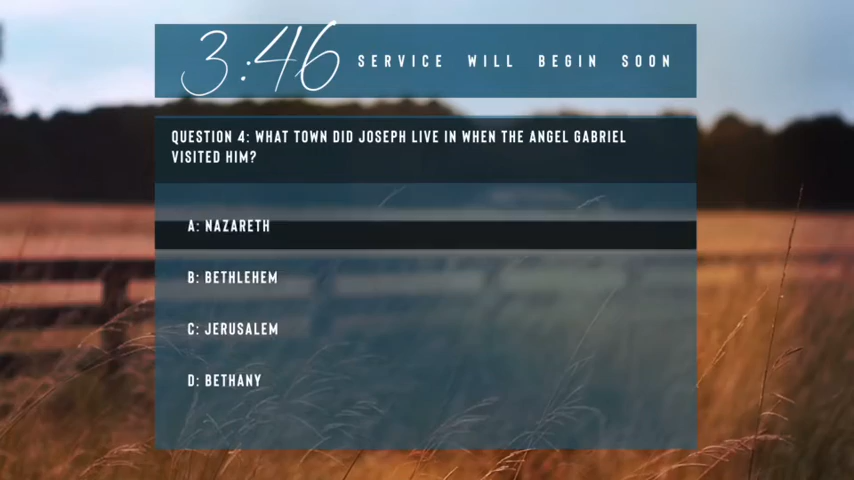 3:46 SERVICE WILL BEGIN SOON
QUESTION 4: WHAT TOWN DID JOSEPH LIVE IN WHEN THE ANGEL GABRIEL
VISITED HIM?
A: NAZARETH
B: BETHLEHEM
C: JERUSALEM
D: BETHANY